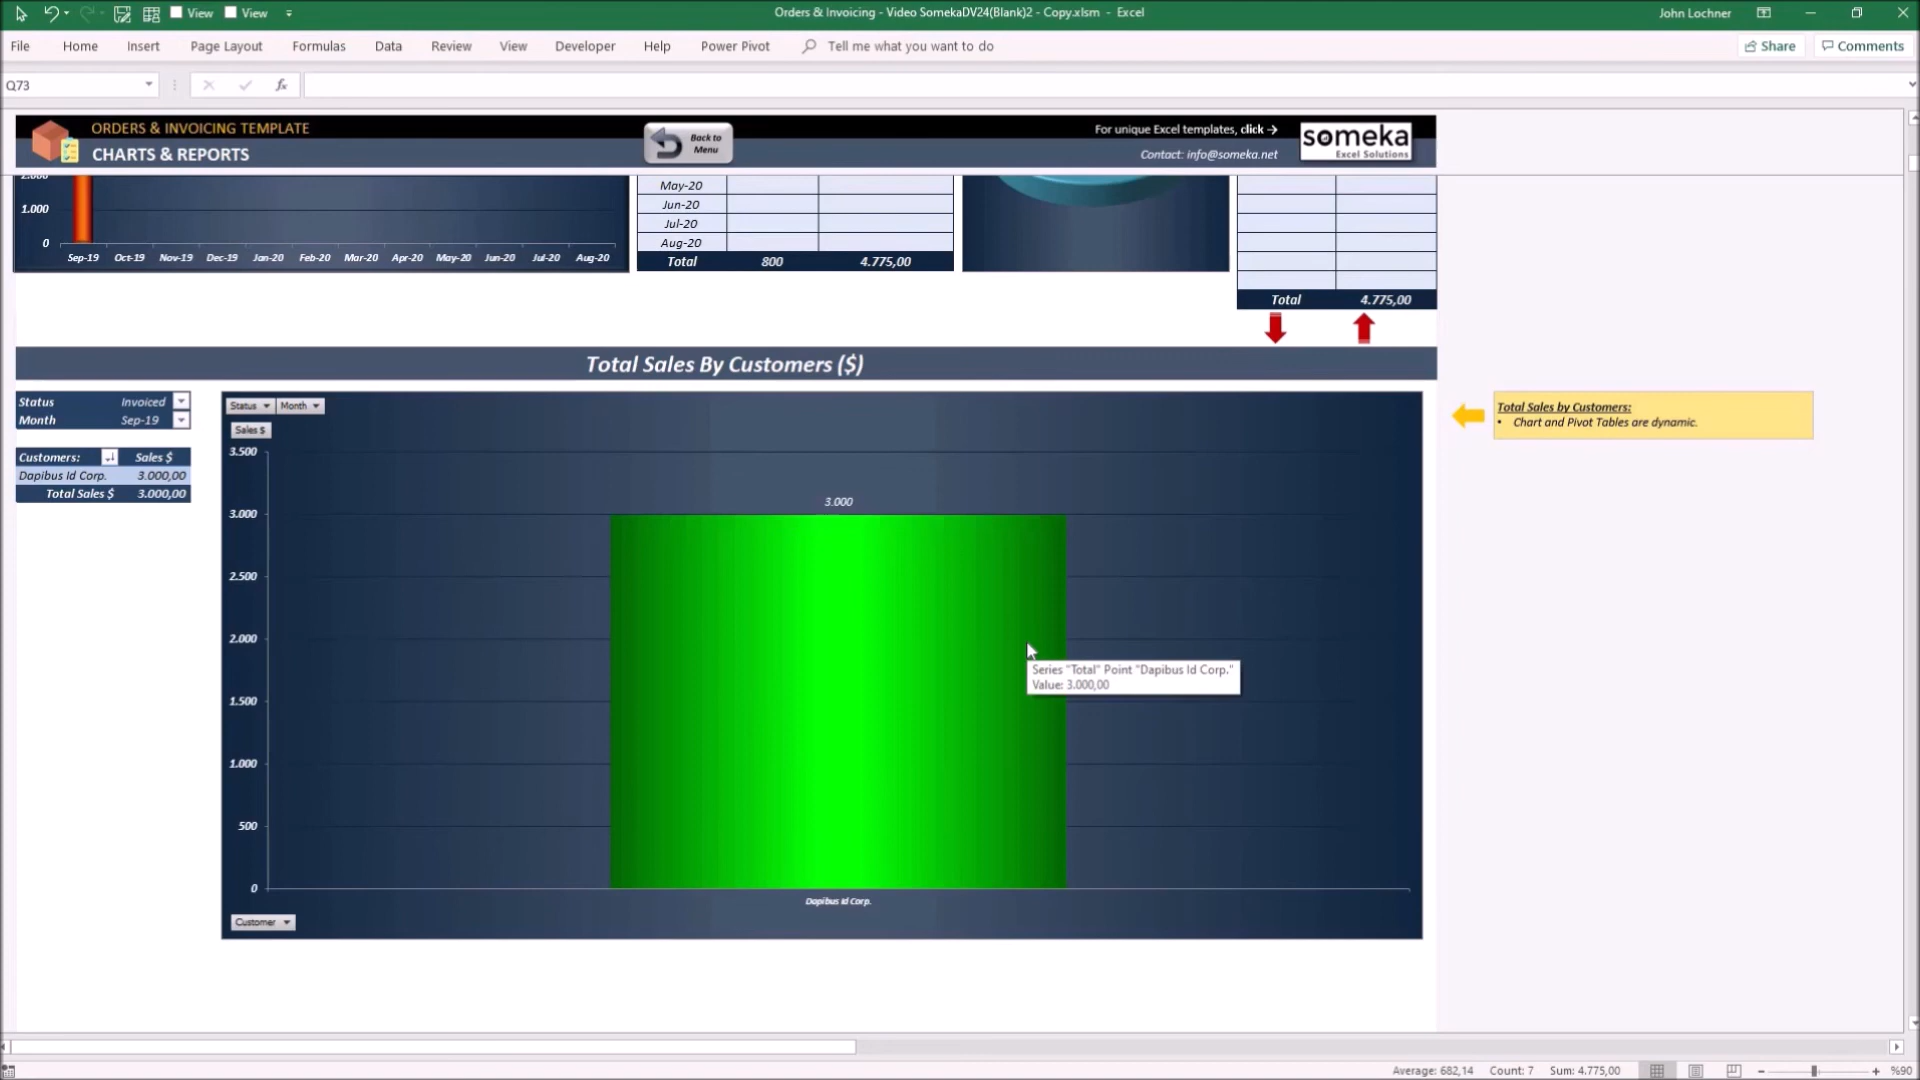 View
View
Orders & Invoicing - Video SomekaDV24(Blank)2 - Copy.xlsm - Excel
John Lochner
File
Home
Insert
Page Layout
Formulas
Data
Review
View
Developer
Help
Power Pivot
Tell me what you want to do
Share
Comments
Q73
fx
ORDERS & INVOICING TEMPLATE
CHARTS & REPORTS
Back to
Menu
For unique Excel templates, click →
Contact: info@someka.net
someka
Excel Solutions
2.000
1.000
0
Sep-19 Oct-19 Nov-19 Dec-19 Jan-20 Feb-20 Mar-20 Apr-20 May-20 Jun-20 Jul-20 Aug-20
May-20
Jun-20
Jul-20
Aug-20
Total 800 4.775,00
Total 4.775,00
Total Sales By Customers ($)
Status Invoiced
Month Sep-19
Customers: Sales $
Dapibus Id Corp. 3.000,00
Total Sales $ 3.000,00
Status Month
Sales $
3.500
3.000
2.500
2.000
1.500
1.000
500
0
3.000
Series "Total" Point "Dapibus Id Corp."
Value: 3.000,00
Dapibus Id Corp.
Customer
Total Sales by Customers:
• Chart and Pivot Tables are dynamic.
Average: 682,14 Count: 7 Sum: 4.775,00
%90